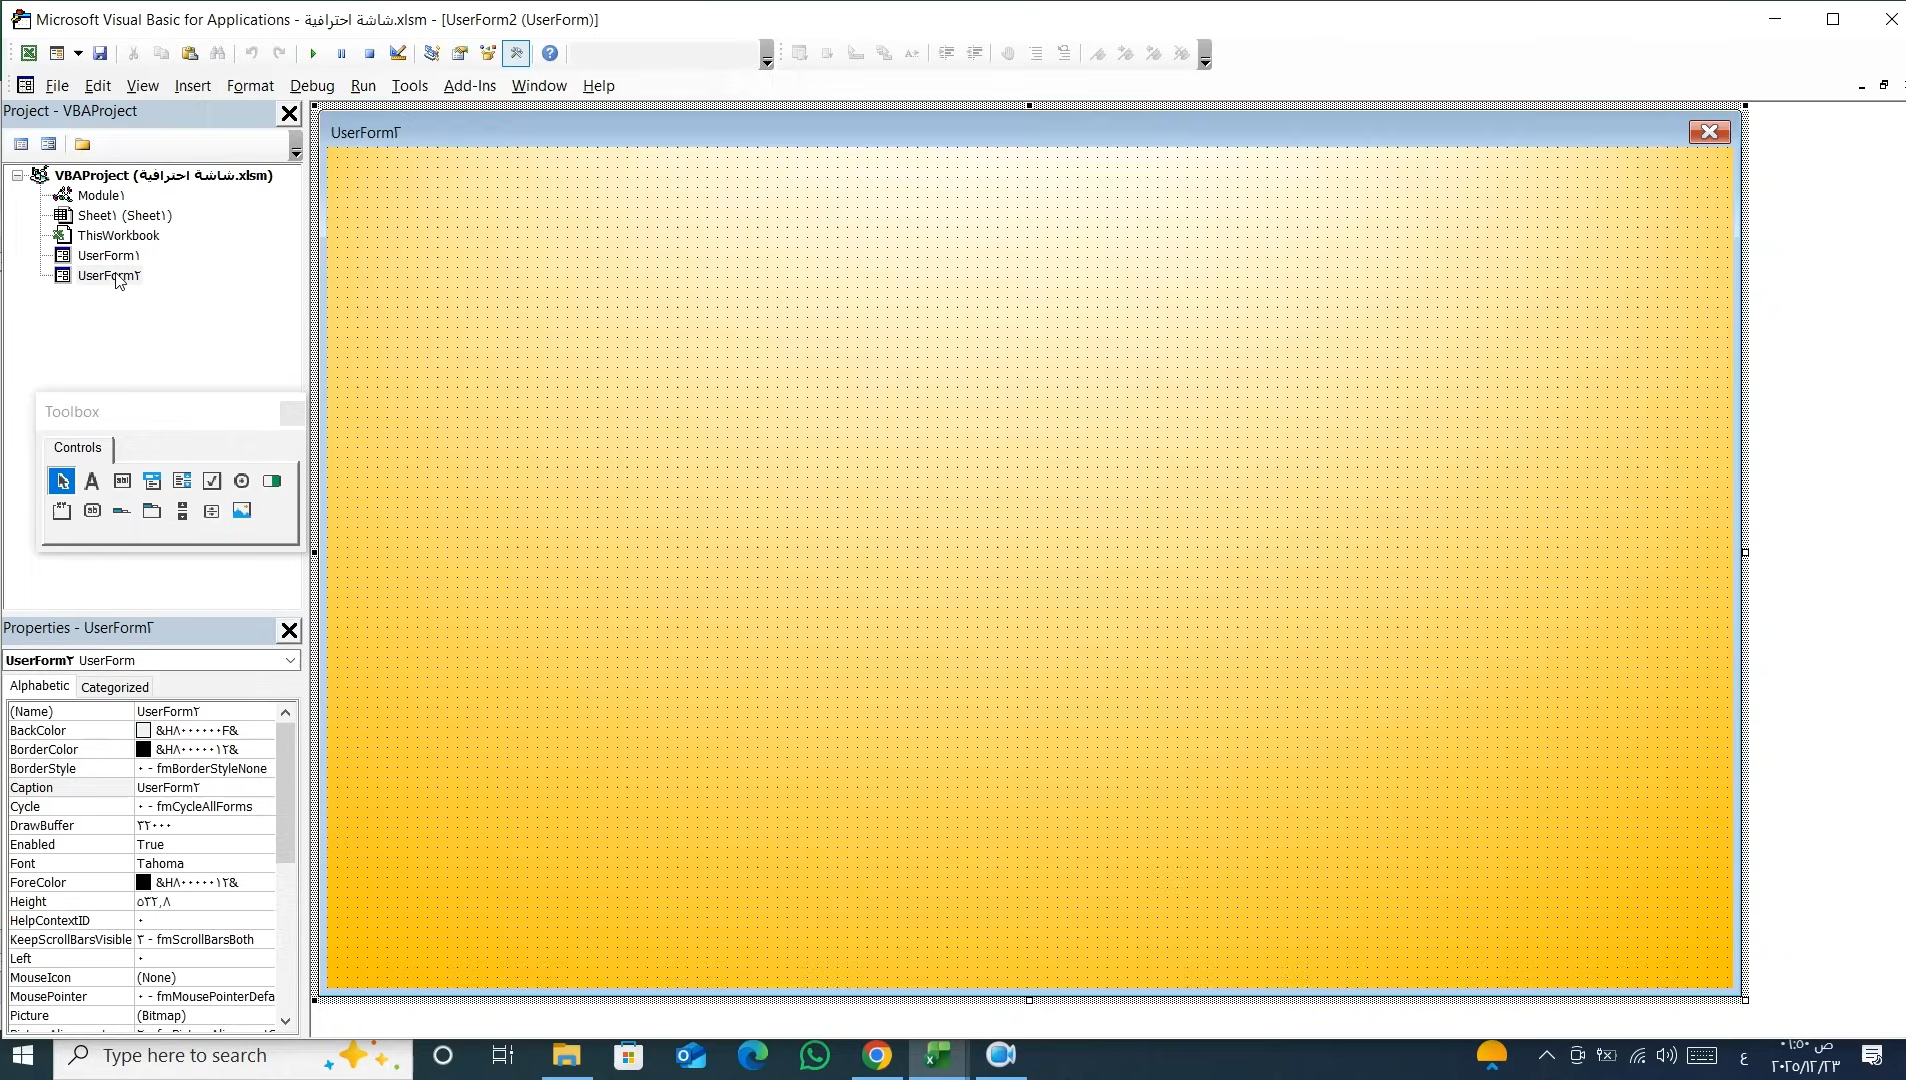 Microsoft Visual Basic for Applications - شاشة احترافية.xlsm - [UserForm2 (UserForm)]
File Edit View Insert Format Debug Run Tools Add-Ins Window Help
Project - VBAProject
VBAProject (شاشة احترافية.xlsm)
Module١
Sheet١ (Sheet١)
ThisWorkbook
UserForm١
UserForm٢
Toolbox
Controls
Properties - UserForm٢
UserForm٢ UserForm
Alphabetic Categorized
(Name) UserForm٢
BackColor &H٨٠٠٠٠٠٠F&
BorderColor &H٨٠٠٠٠٠١٢&
BorderStyle ٠ - fmBorderStyleNone
Caption UserForm٢
Cycle ٠ - fmCycleAllForms
DrawBuffer ٣٢٠٠٠
Enabled True
Font Tahoma
ForeColor &H٨٠٠٠٠٠١٢&
Height ٥٣٢,٨
HelpContextID ٠
KeepScrollBarsVisible ٣ - fmScrollBarsBoth
Left ٠
MouseIcon (None)
MousePointer ٠ - fmMousePointerDefa
Picture (Bitmap)
UserForm٢
Type here to search
ع
٠١:٥٠ ص
٢٠٢٥/١٢/٢٣